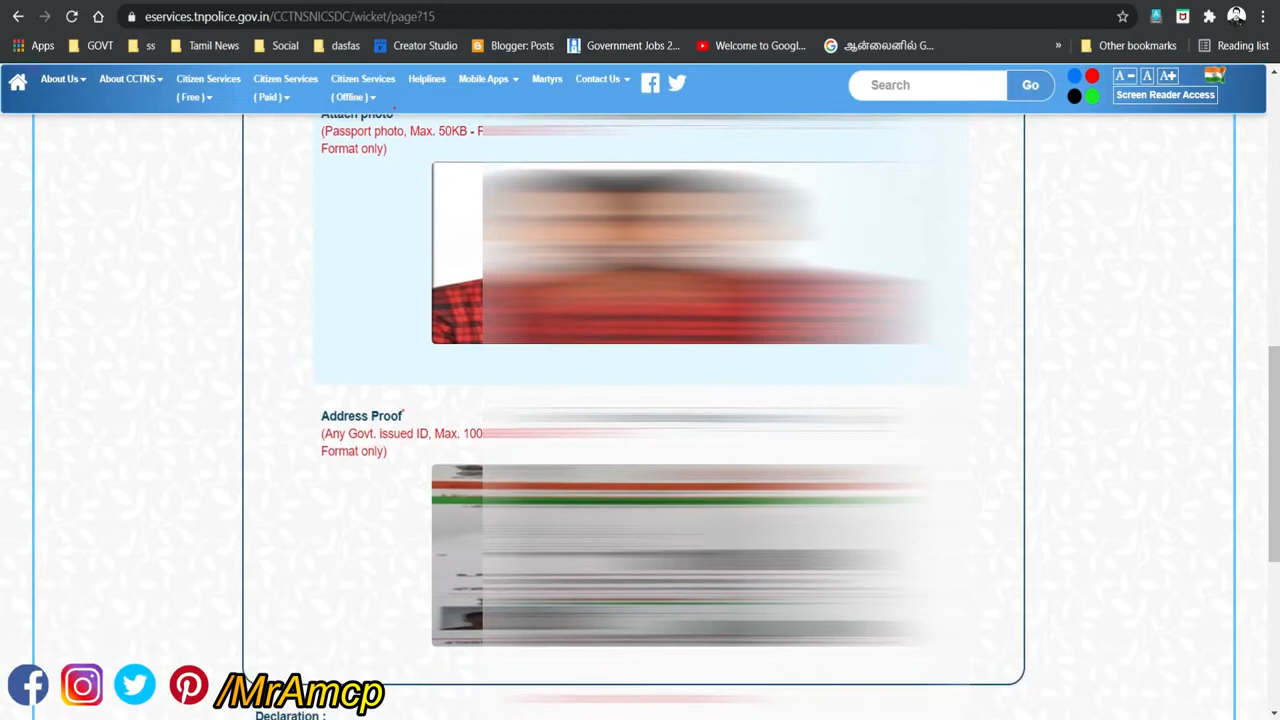 eservices.tnpolice.gov.in/CCTNSNICSDC/wicket/page?15
Apps GOVT ss Tamil News Social dasfas Creator Studio Blogger: Posts Government Jobs 2... Welcome to Googl... ஆன்லைனில் G... » Other bookmarks Reading list
About Us About CCTNS Citizen Services Citizen Services Citizen Services Helplines Mobile Apps Martyrs Contact Us Search Go A- A A+
( Free ) ( Paid ) ( Offline ) Screen Reader Access
Attach photo*
(Passport photo, Max. 50KB -
Format only)
Address Proof*
(Any Govt. issued ID, Max. 100
Format only)
/MrAmcp
Declaration :